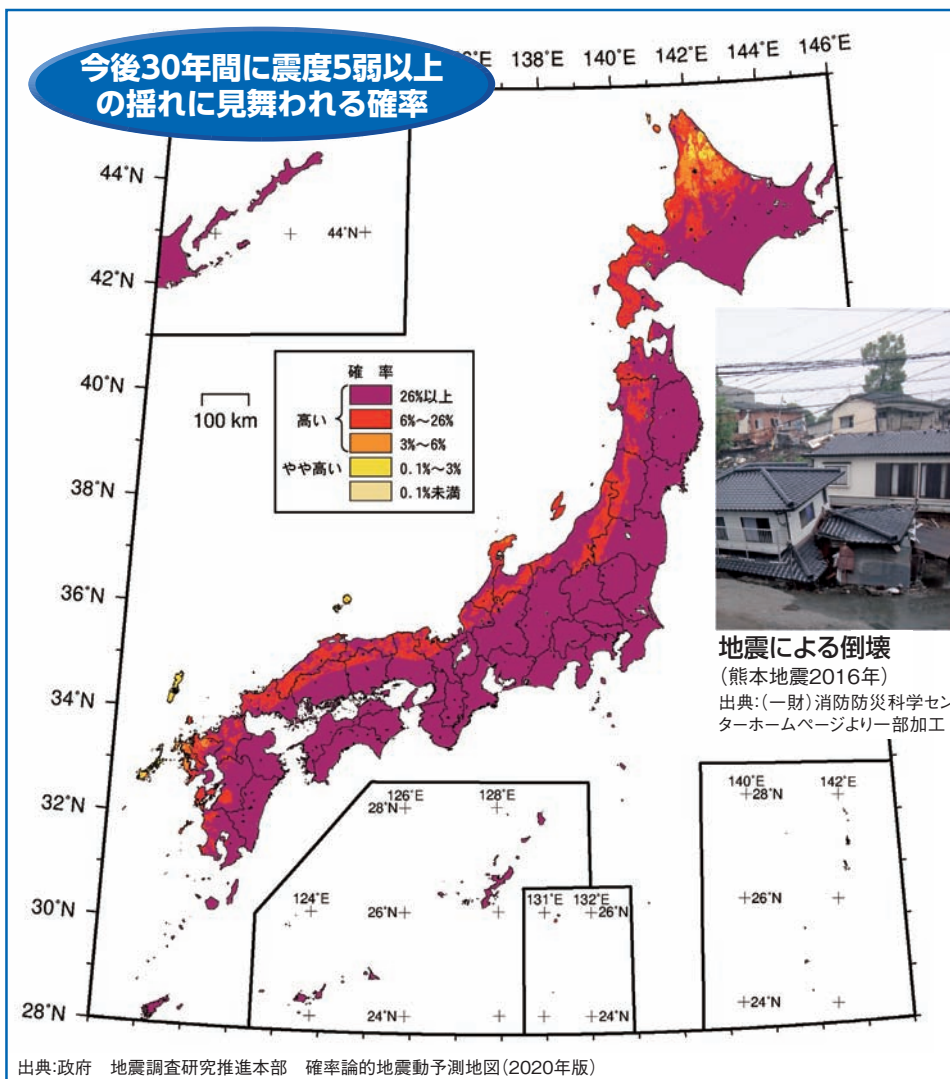 今後30年間に震度5弱以上
の揺れに見舞われる確率
138°E 140°E 142°E 144°E 146°E
44°N
44°N
42°N
確 率
26%以上
高い
6%～26%
3%～6%
やや高い
0.1%～3%
0.1%未満
40°N
100 km
38°N
36°N
34°N
32°N
30°N
28°N
地震による倒壊
(熊本地震2016年)
出典:(一財)消防防災科学セン
ターホームページより一部加工
126°E 128°E
28°N
124°E
26°N
24°N
131°E 132°E
26°N
24°N
140°E 142°E
28°N
26°N
24°N
出典:政府　地震調査研究推進本部　確率論的地震動予測地図(2020年版)